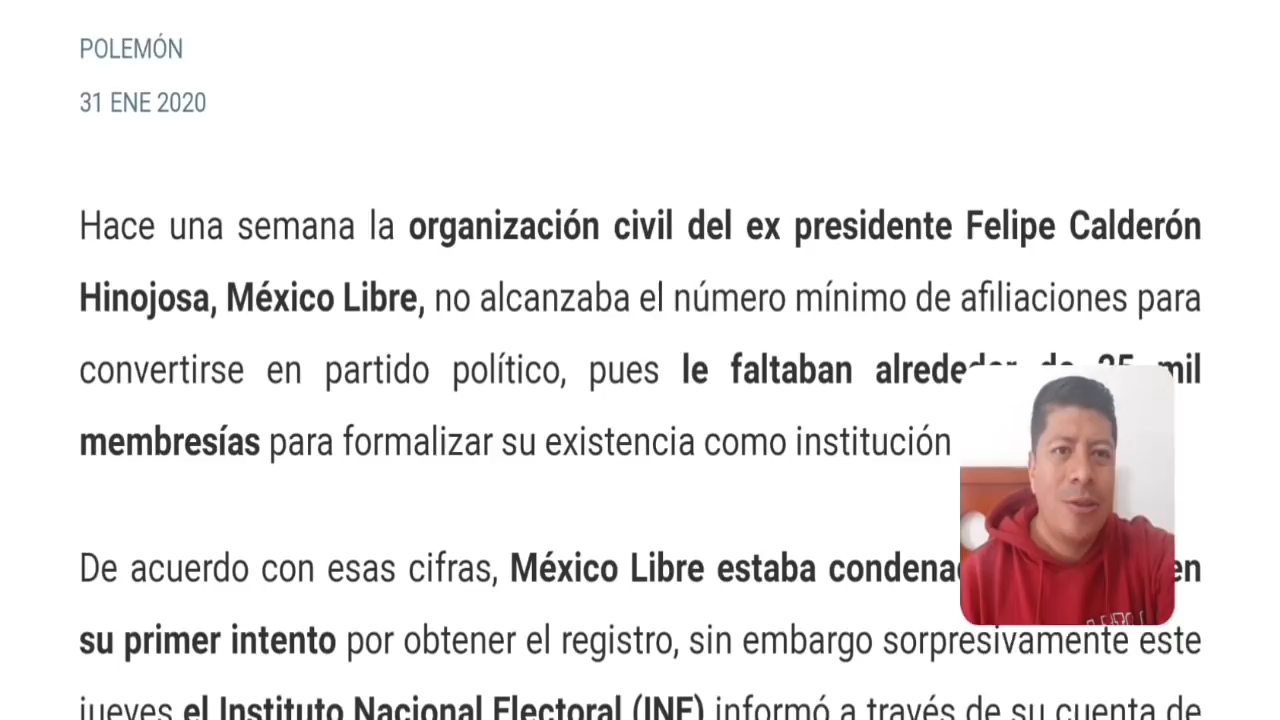 POLEMÓN
31 ENE 2020
Hace una semana la organización civil del ex presidente Felipe Calderón
Hinojosa, México Libre, no alcanzaba el número mínimo de afiliaciones para
convertirse en partido político, pues le faltaban alrededor de 25 mil
membresías para formalizar su existencia como institución
De acuerdo con esas cifras, México Libre estaba en
su primer intento por obtener el registro, sin embargo sorpresivamente este
jueves el Instituto Nacional Electoral (INE) informó a través de su cuenta de